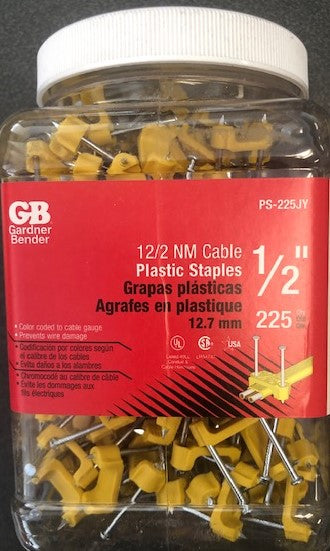 PS-225JY
GB
Gardner
Bender
12/2 NM Cable
Plastic Staples
Grapas plásticas
Agrafes en plastique
12.7 mm
1/2"
225
• Color coded to cable gauge
• Prevents wire damage
• Codificación por colores según
el calibre de los cables
• Evita daños a los alambres
• Chromocodé au calibre de câble
• Évite les dommages aux
fils électriques
UL
USA